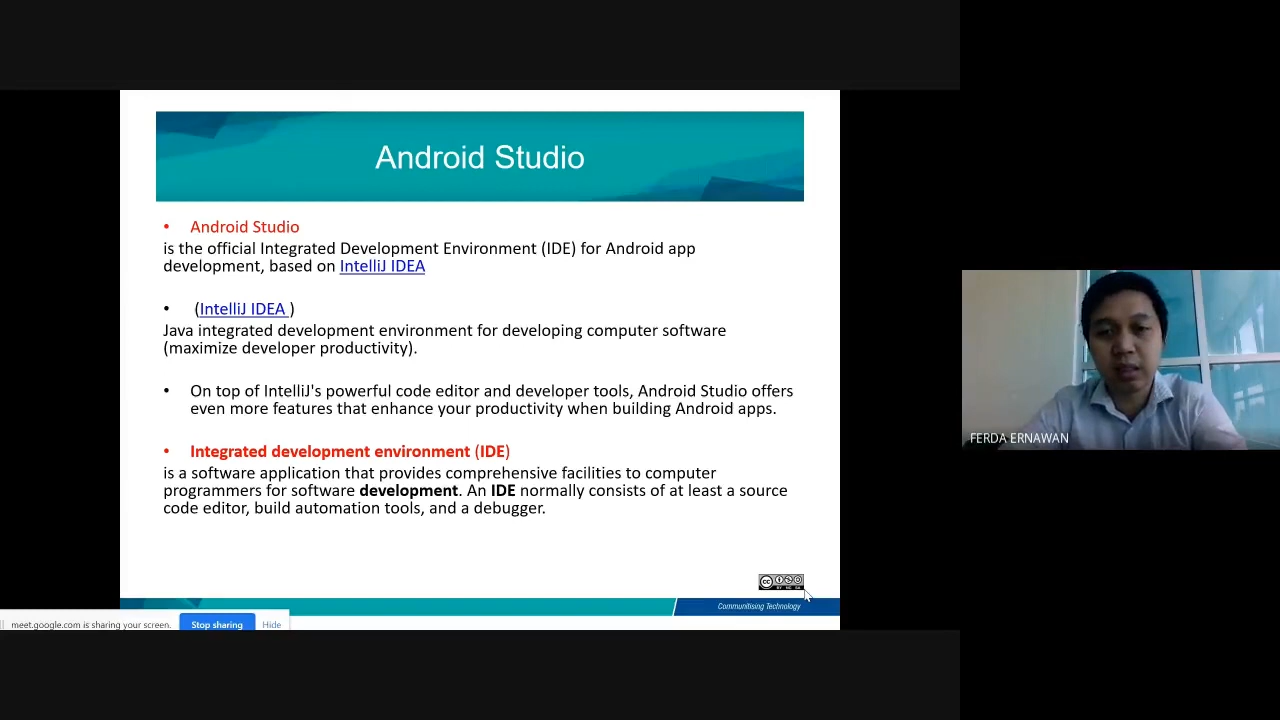 Android Studio
• Android Studio
is the official Integrated Development Environment (IDE) for Android app
development, based on IntelliJ IDEA
• (IntelliJ IDEA )
Java integrated development environment for developing computer software
(maximize developer productivity).
• On top of IntelliJ's powerful code editor and developer tools, Android Studio offers
even more features that enhance your productivity when building Android apps.
• Integrated development environment (IDE)
is a software application that provides comprehensive facilities to computer
programmers for software development. An IDE normally consists of at least a source
code editor, build automation tools, and a debugger.
cc
BY NC SA
Communitising Technology
meet.google.com is sharing your screen.
Stop sharing
Hide
FERDA ERNAWAN